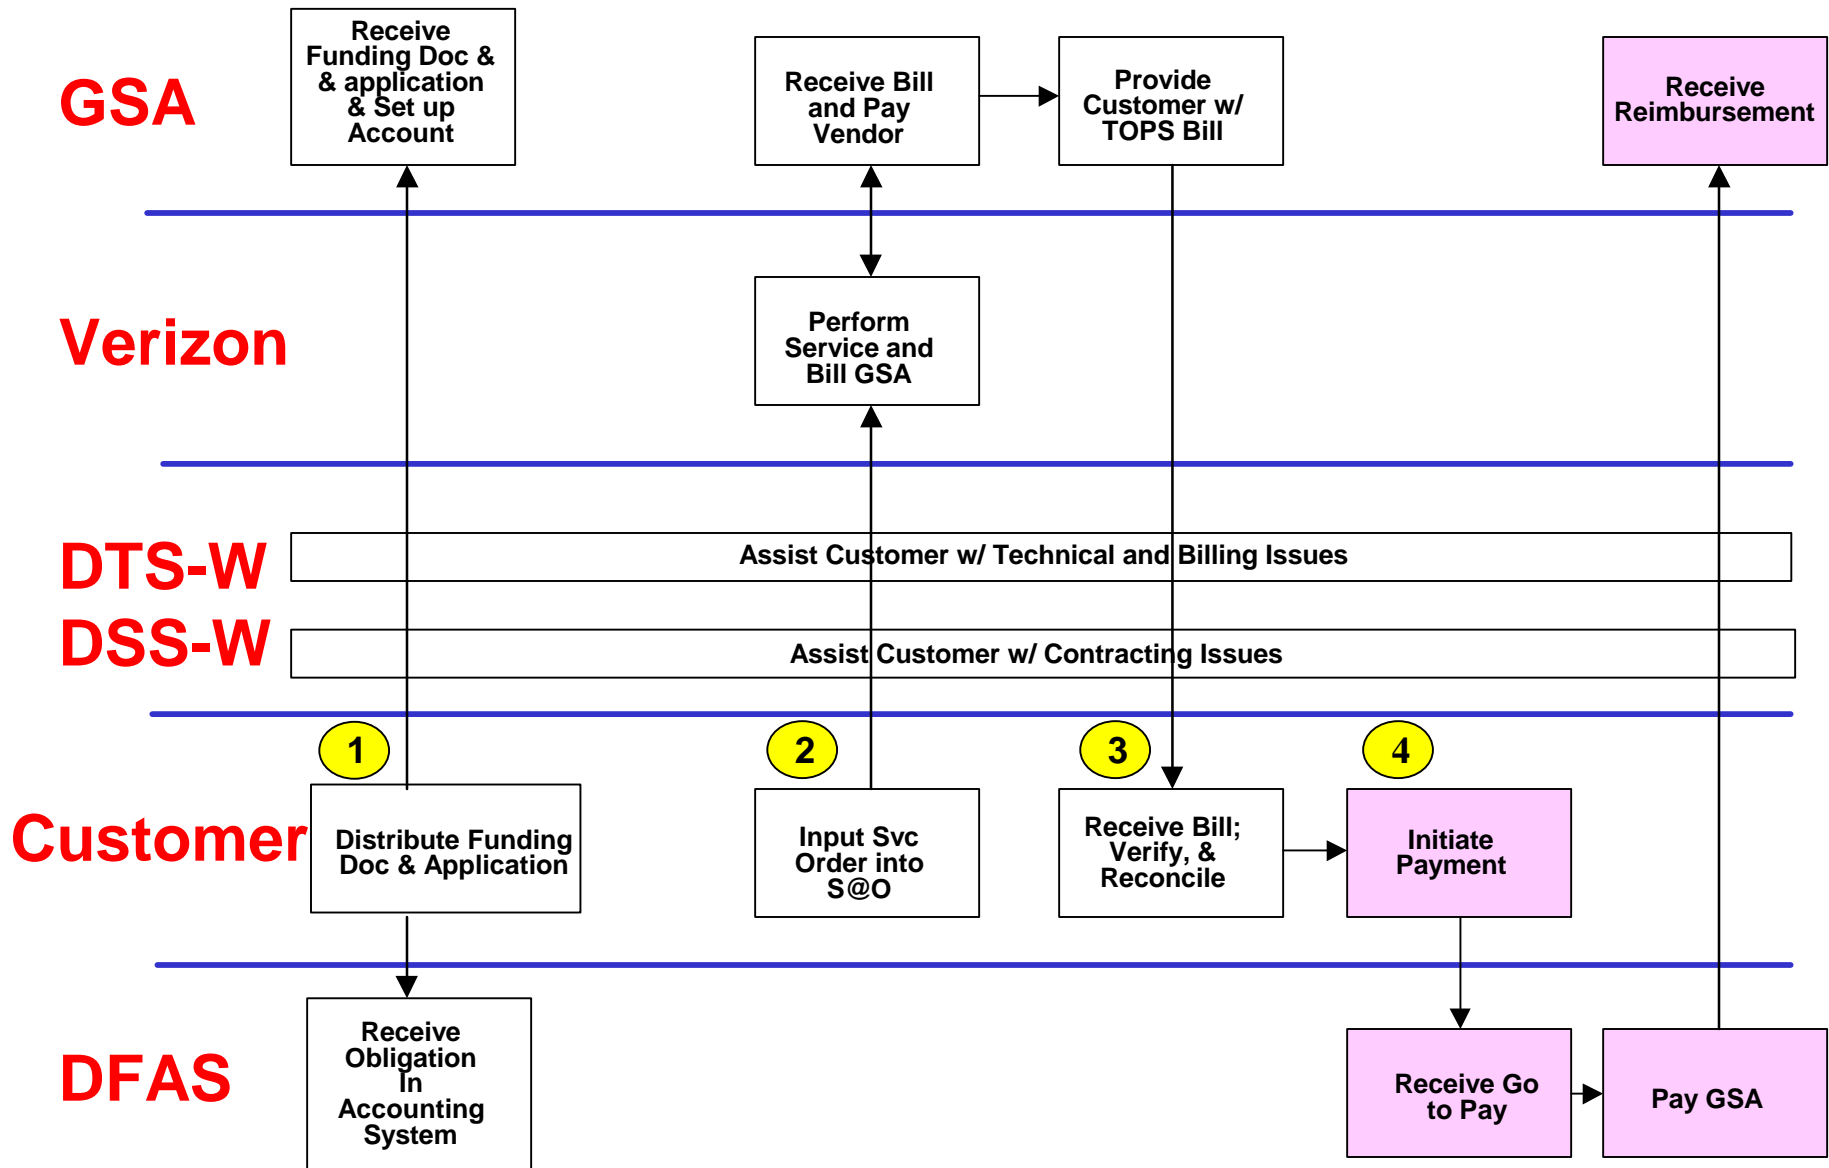 GSA
Receive
Funding Doc &
& application
& Set up
Account
Receive Bill
and Pay
Vendor
Provide
Customer w/
TOPS Bill
Receive
Reimbursement
Verizon
Perform
Service and
Bill GSA
DTS-W
Assist Customer w/ Technical and Billing Issues
DSS-W
Assist Customer w/ Contracting Issues
1
2
3
4
Customer
Distribute Funding
Doc & Application
Input Svc
Order into
S@O
Receive Bill;
Verify, &
Reconcile
Initiate
Payment
DFAS
Receive
Obligation
In
Accounting
System
Receive Go
to Pay
Pay GSA